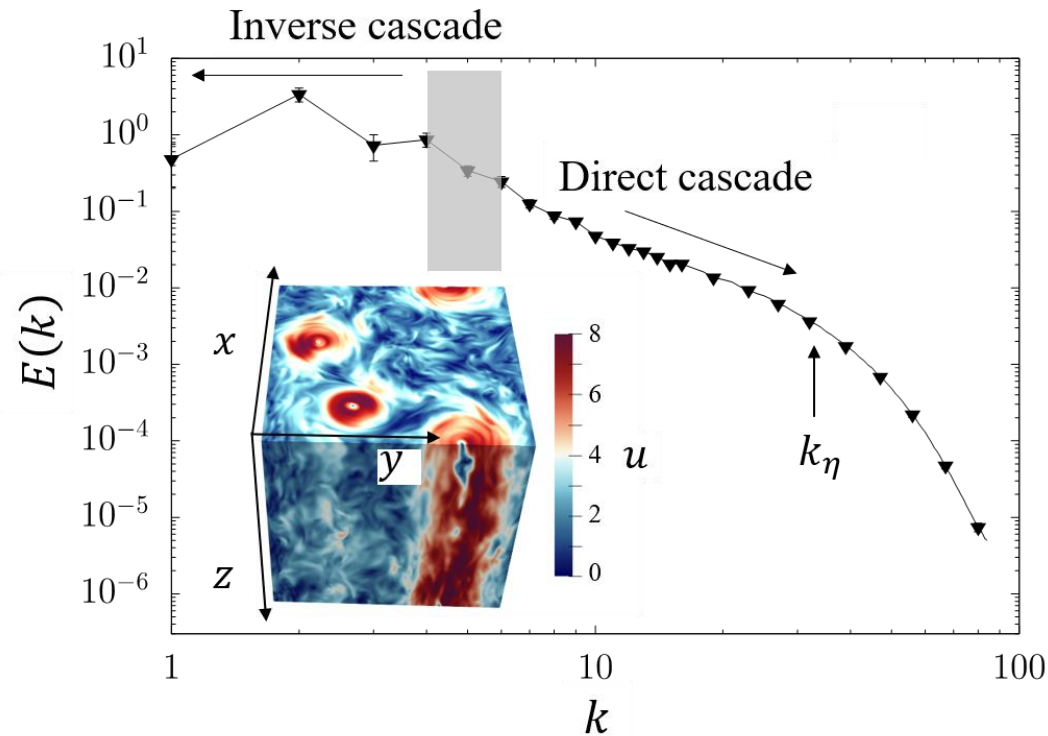 Inverse cascade
10^1
10^0
10^{-1}
10^{-2}
10^{-3}
10^{-4}
10^{-5}
10^{-6}
E(k)
Direct cascade
k_η
x
y
z
8
6
4
2
0
u
1
10
100
k